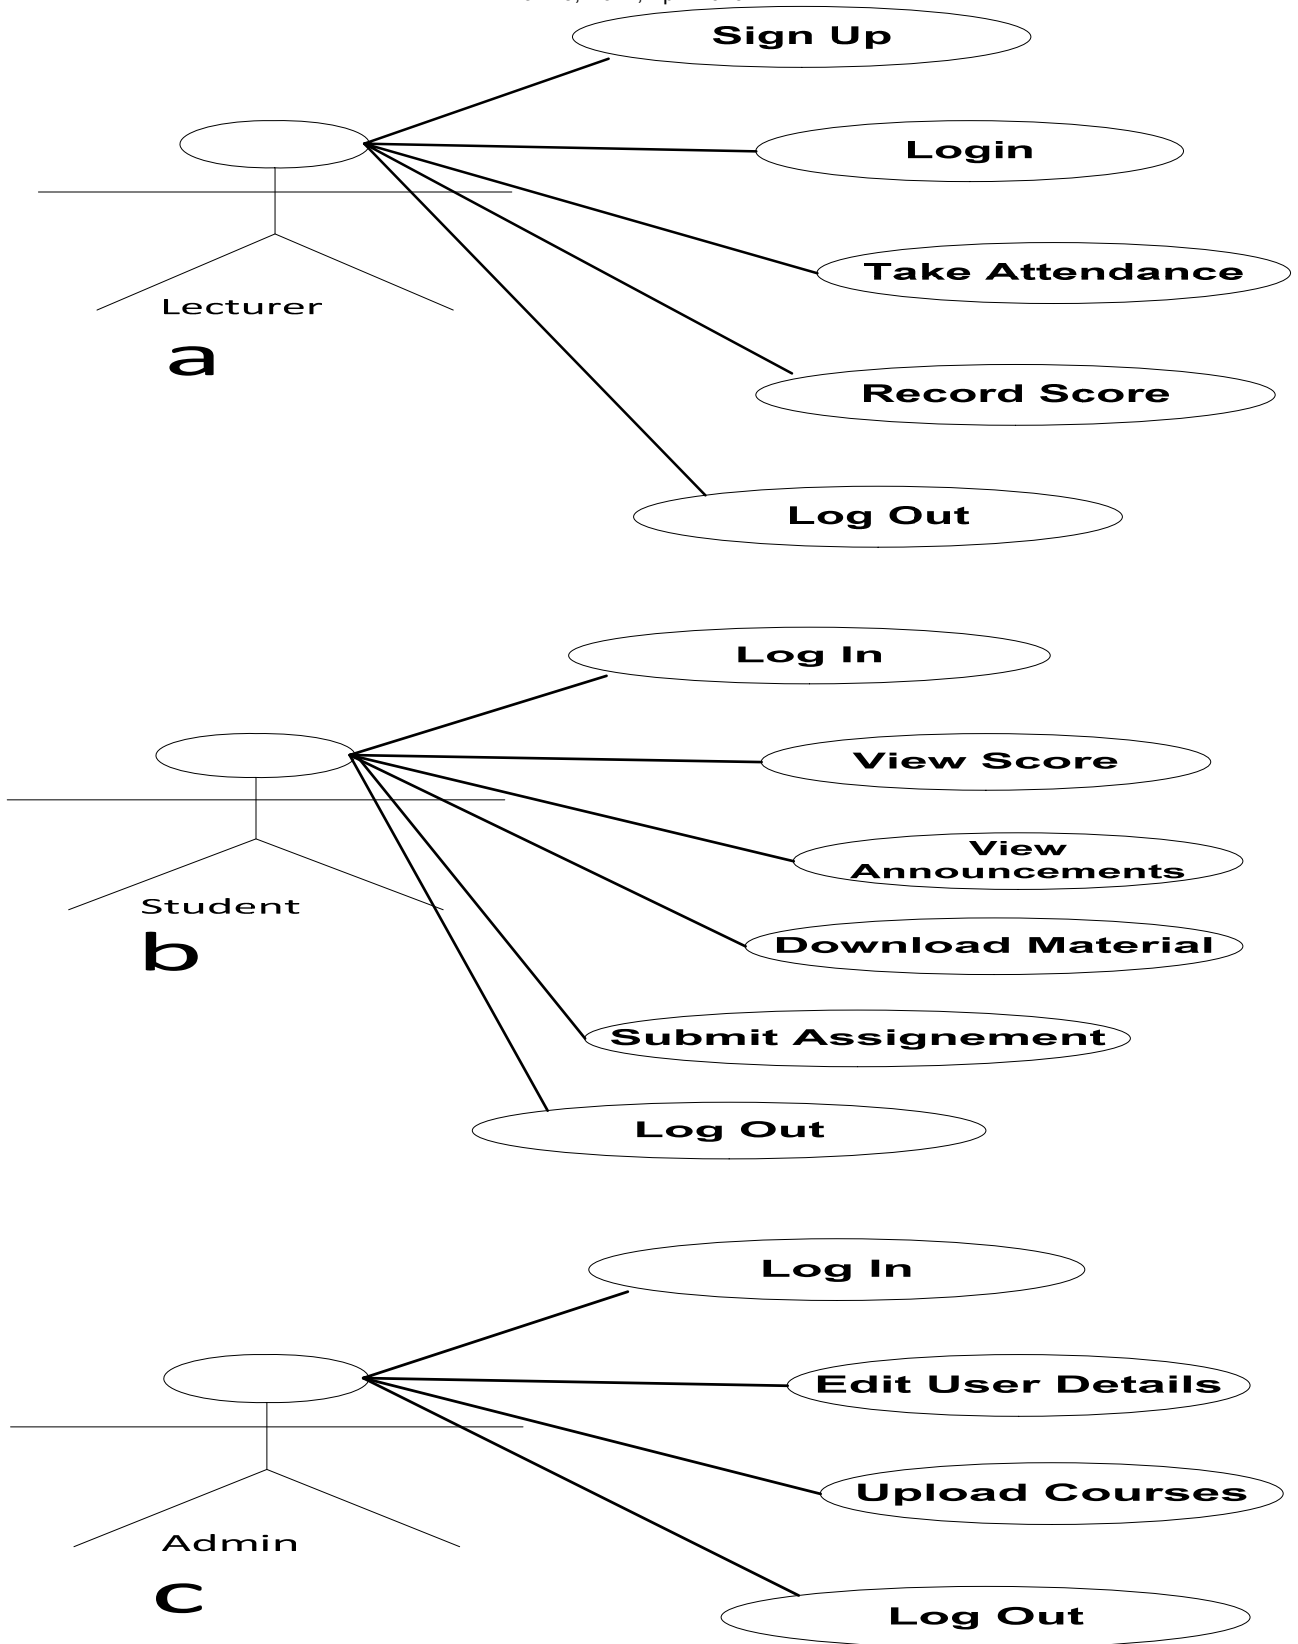 Sign Up
Login
Take Attendance
Record Score
Log Out
Lecturer
a
Log In
View Score
View
Announcements
Download Material
Submit Assignement
Log Out
Student
b
Log In
Edit User Details
Upload Courses
Log Out
Admin
c